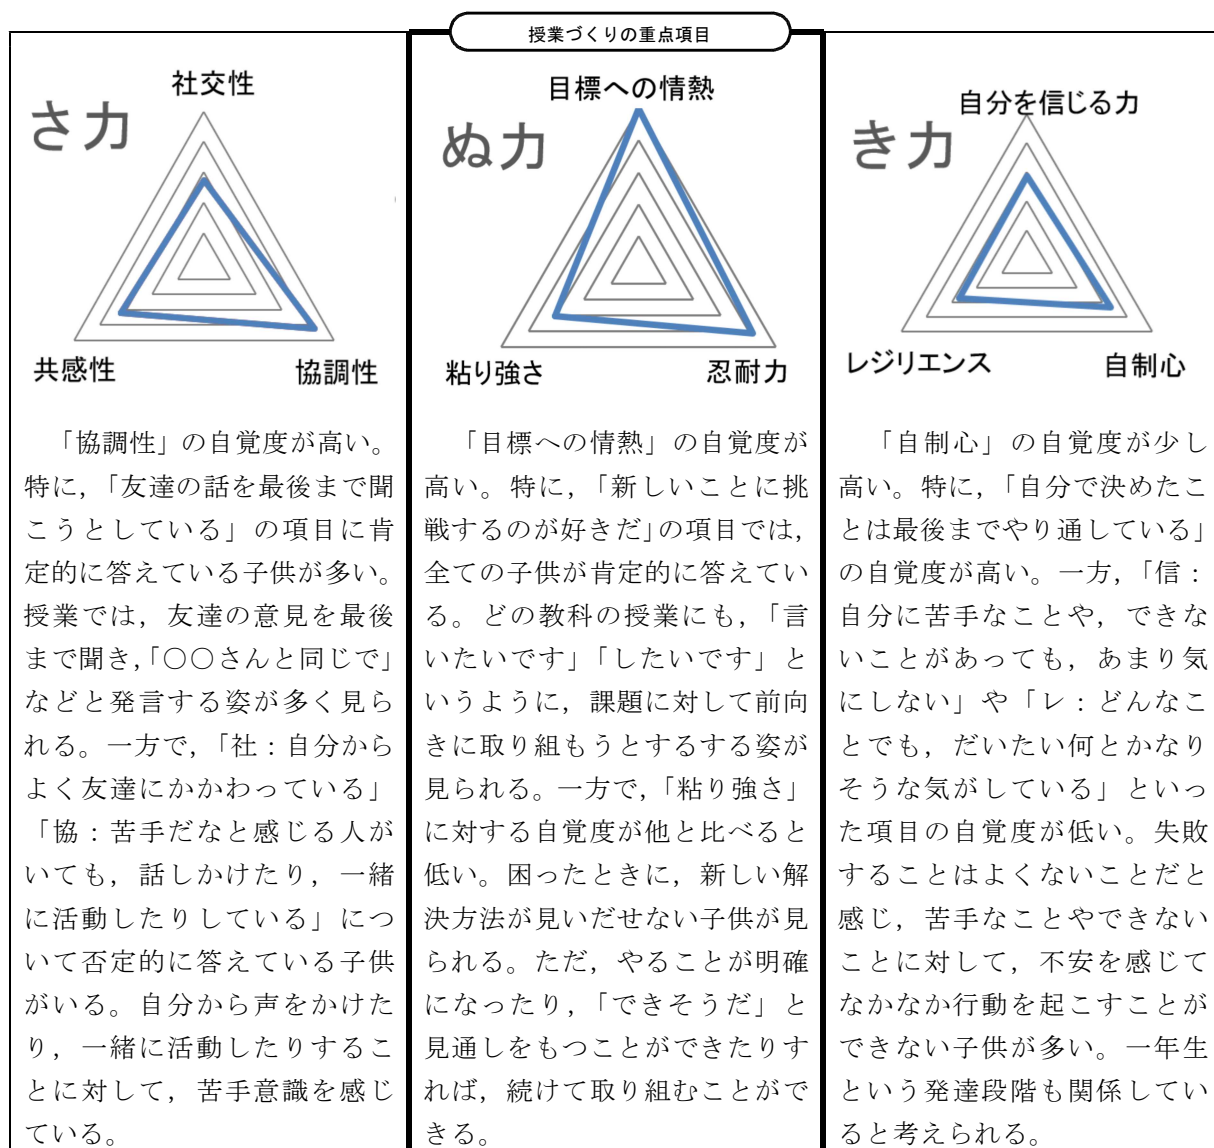 授業づくりの重点項目
さ力
社交性
共感性
協調性
「協調性」の自覚度が高い。
特に，「友達の話を最後まで聞
こうとしている」の項目に肯
定的に答えている子供が多い。
授業では，友達の意見を最後
まで聞き，「〇〇さんと同じで」
などと発言する姿が多く見ら
れる。一方で，「社：自分から
よく友達にかかわっている」
「協：苦手だなと感じる人が
いても，話しかけたり，一緒
に活動したりしている」につ
いて否定的に答えている子供
がいる。自分から声をかけた
り，一緒に活動したりするこ
とに対して，苦手意識を感じ
ている。
ぬ力
目標への情熱
粘り強さ
忍耐力
「目標への情熱」の自覚度が
高い。特に，「新しいことに挑
戦するのが好きだ」の項目では，
全ての子供が肯定的に答えてい
る。どの教科の授業にも，「言
いたいです」「したいです」と
いうように，課題に対して前向
きに取り組もうとするする姿が
見られる。一方で，「粘り強さ」
に対する自覚度が他と比べると
低い。困ったときに，新しい解
決方法が見いだせない子供が見
られる。ただ，やることが明確
になったり，「できそうだ」と
見通しをもつことができたりす
れば，続けて取り組むことがで
きる。
き力
自分を信じる力
レジリエンス
自制心
「自制心」の自覚度が少し
高い。特に，「自分で決めたこ
とは最後までやり通している」
の自覚度が高い。一方，「信：
自分に苦手なことや，できな
いことがあっても，あまり気
にしない」や「レ：どんなこ
とでも，だいたい何とかなり
そうな気がしている」といっ
た項目の自覚度が低い。失敗
することはよくないことだと
感じ，苦手なことやできない
ことに対して，不安を感じて
なかなか行動を起こすことが
できない子供が多い。一年生
という発達段階も関係してい
ると考えられる。